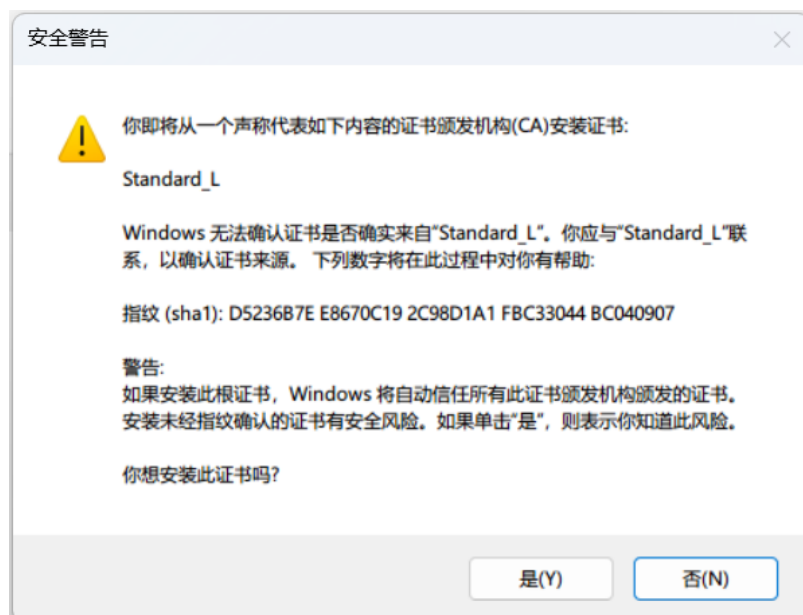 安全警告
你即将从一个声称代表如下内容的证书颁发机构(CA)安装证书:
Standard_L
Windows 无法确认证书是否确实来自"Standard_L"。你应与"Standard_L"联
系，以确认证书来源。 下列数字将在此过程中对你有帮助:
指纹 (sha1): D5236B7E E8670C19 2C98D1A1 FBC33044 BC040907
警告:
如果安装此根证书，Windows 将自动信任所有此证书颁发机构颁发的证书。
安装未经指纹确认的证书有安全风险。如果单击"是"，则表示你知道此风险。
你想安装此证书吗?
是(Y)
否(N)